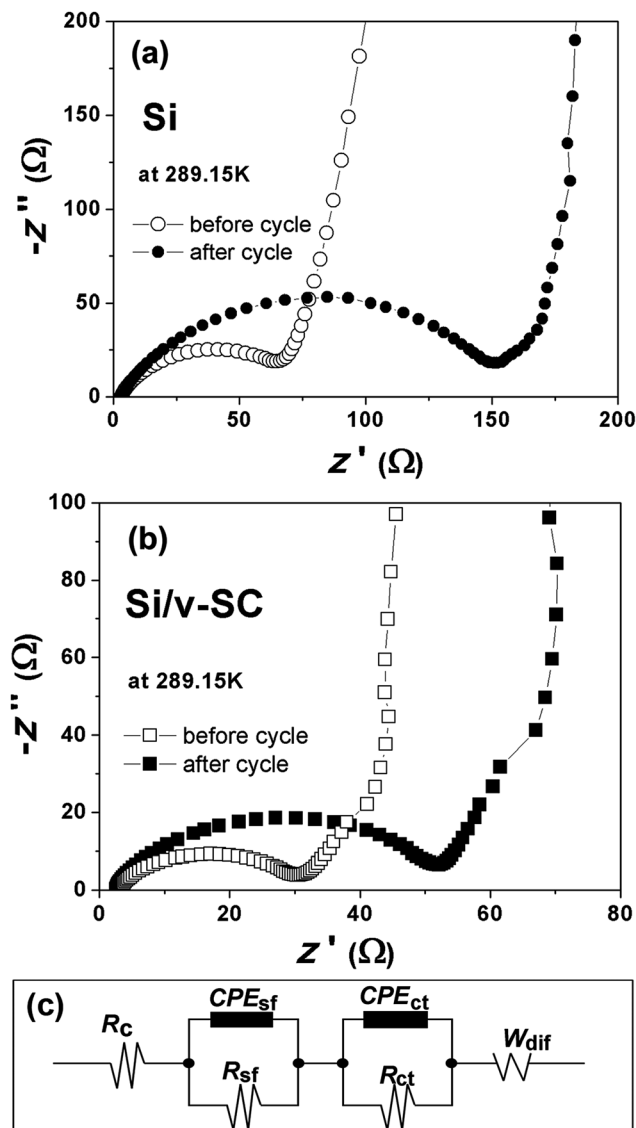 (a)
Si
at 289.15K
before cycle
after cycle
-z'' (Ω)
200
150
100
50
0
0 50 100 150 200
z' (Ω)
(b)
Si/v-SC
at 289.15K
before cycle
after cycle
-z'' (Ω)
100
80
60
40
20
0
0 20 40 60 80
z' (Ω)
(c)
Rc
CPEsf
Rsf
CPEct
Rct
Wdif